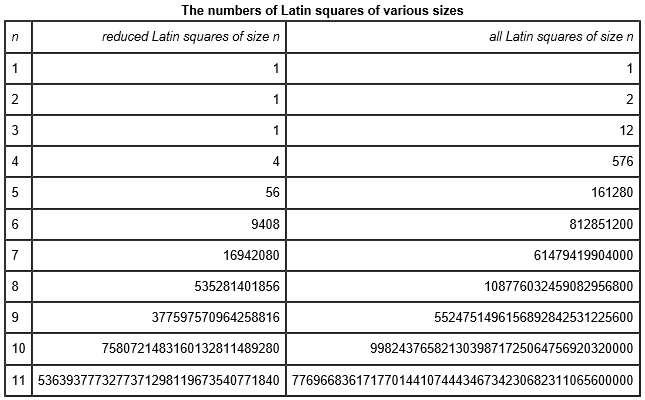 The numbers of Latin squares of various sizes
n reduced Latin squares of size n all Latin squares of size n
1 1 1
2 1 2
3 1 12
4 4 576
5 56 161280
6 9408 812851200
7 16942080 61479419904000
8 535281401856 108776032459082956800
9 377597570964258816 5524751496156892842531225600
10 7580721483160132811489280 9982437658213039871725064756920320000
11 5363937773277371298119673540771840 776966836171770144107444346734230682311065600000